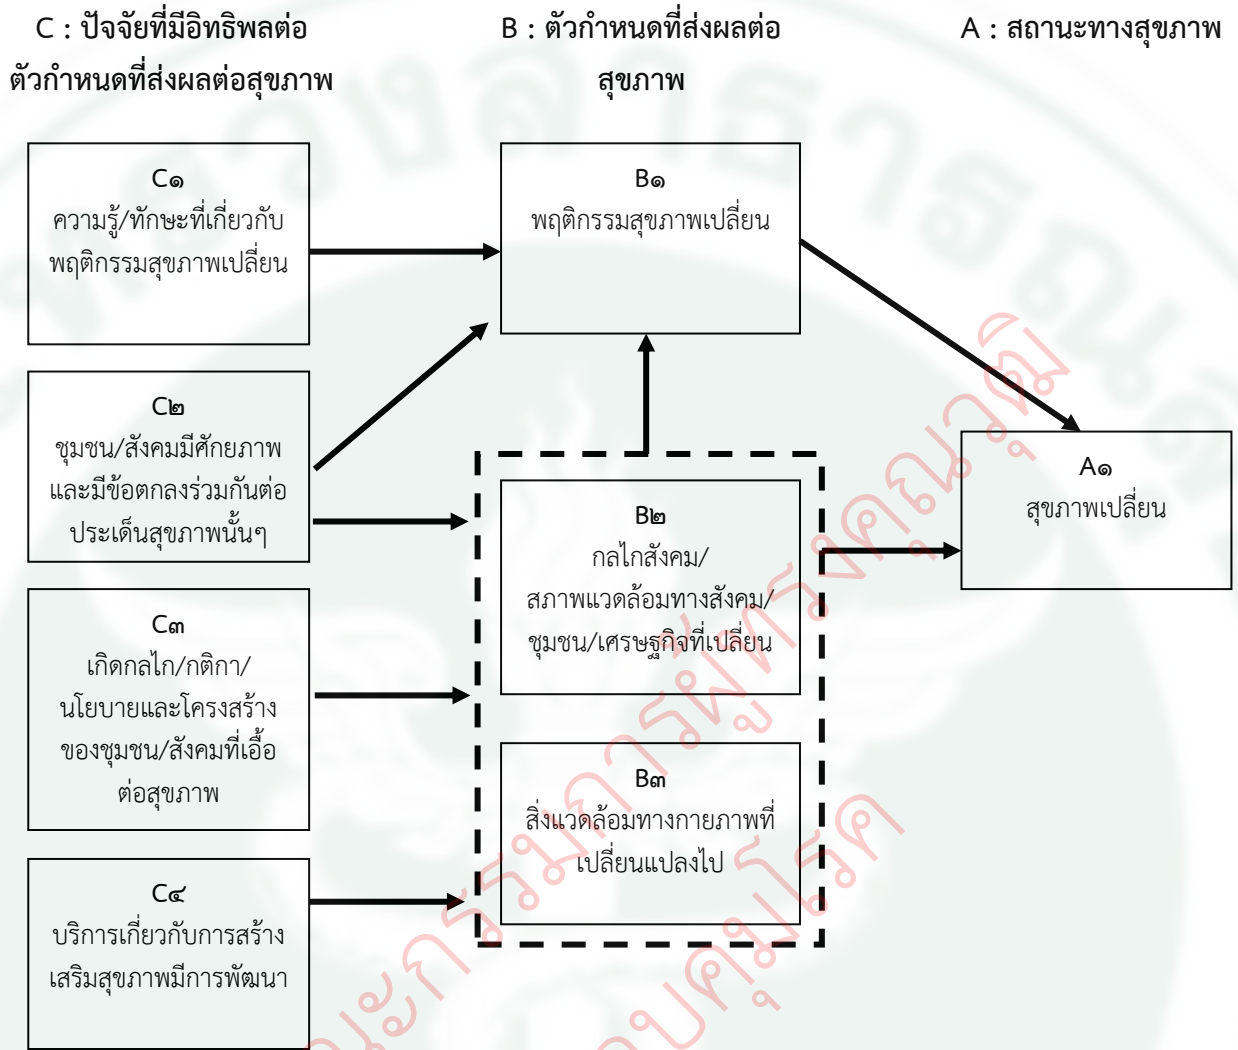 C : ปัจจัยที่มีอิทธิพลต่อ
ตัวกำหนดที่ส่งผลต่อสุขภาพ
B : ตัวกำหนดที่ส่งผลต่อ
สุขภาพ
A : สถานะทางสุขภาพ
C๑
ความรู้/ทักษะที่เกี่ยวกับ
พฤติกรรมสุขภาพเปลี่ยน
C๒
ชุมชน/สังคมมีศักยภาพ
และมีข้อตกลงร่วมกันต่อ
ประเด็นสุขภาพนั้นๆ
C๓
เกิดกลไก/กติกา/
นโยบายและโครงสร้าง
ของชุมชน/สังคมที่เอื้อ
ต่อสุขภาพ
C๔
บริการเกี่ยวกับการสร้าง
เสริมสุขภาพมีการพัฒนา
B๑
พฤติกรรมสุขภาพเปลี่ยน
B๒
กลไกสังคม/
สภาพแวดล้อมทางสังคม/
ชุมชน/เศรษฐกิจที่เปลี่ยน
B๓
สิ่งแวดล้อมทางกายภาพที่
เปลี่ยนแปลงไป
A๑
สุขภาพเปลี่ยน